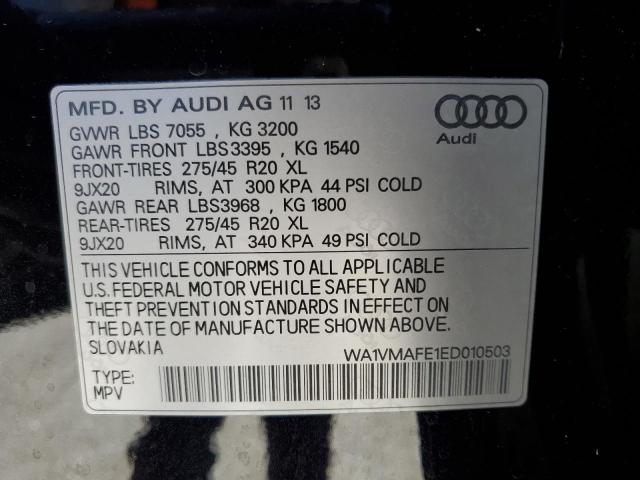 MFD. BY AUDI AG 11 13
GVWR LBS 7055 , KG 3200
GAWR FRONT LBS3395 , KG 1540
FRONT-TIRES 275/45 R20 XL
9JX20 RIMS, AT 300 KPA 44 PSI COLD
GAWR REAR LBS3968 , KG 1800
REAR-TIRES 275/45 R20 XL
9JX20 RIMS, AT 340 KPA 49 PSI COLD
Audi
THIS VEHICLE CONFORMS TO ALL APPLICABLE
U.S. FEDERAL MOTOR VEHICLE SAFETY AND
THEFT PREVENTION STANDARDS IN EFFECT ON
THE DATE OF MANUFACTURE SHOWN ABOVE.
SLOVAKIA WA1VMAFE1ED010503
TYPE:
MPV